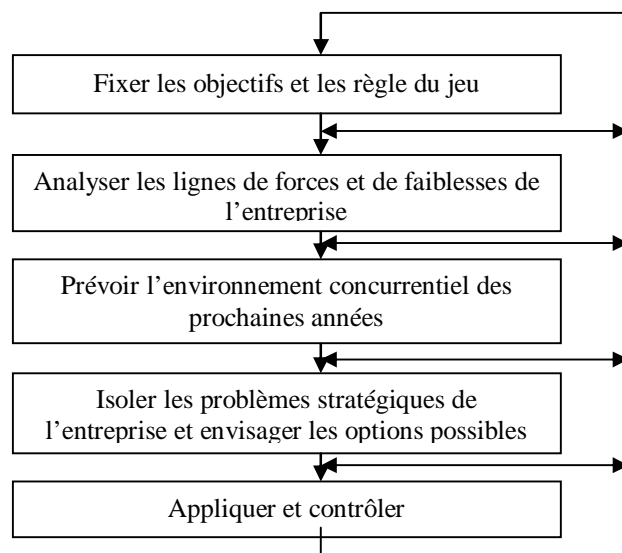 Fixer les objectifs et les règle du jeu
Analyser les lignes de forces et de faiblesses de
l’entreprise
Prévoir l’environnement concurrentiel des
prochaines années
Isoler les problèmes stratégiques de
l’entreprise et envisager les options possibles
Appliquer et contrôler